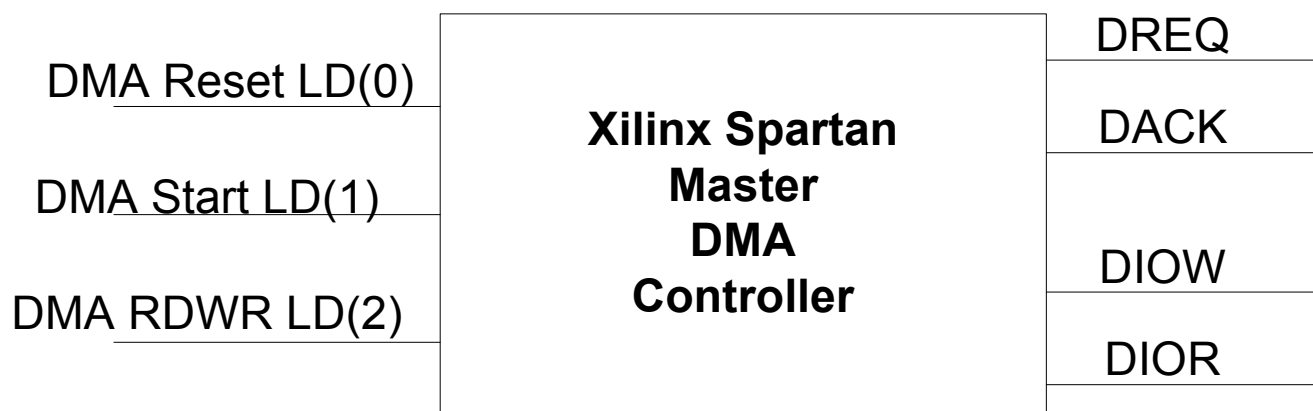 DMA Reset LD(0)
DMA Start LD(1)
DMA RDWR LD(2)
Xilinx Spartan
Master
DMA
Controller
DREQ
DACK
DIOW
DIOR